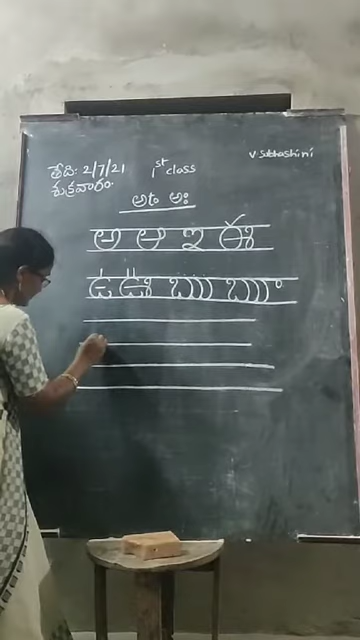 తేది: 2/7/21 1st class V. Subhashini
శుక్రవారం
అం అః
అ ఆ ఇ ఈ
ఉ ఊ ఋ ౠ